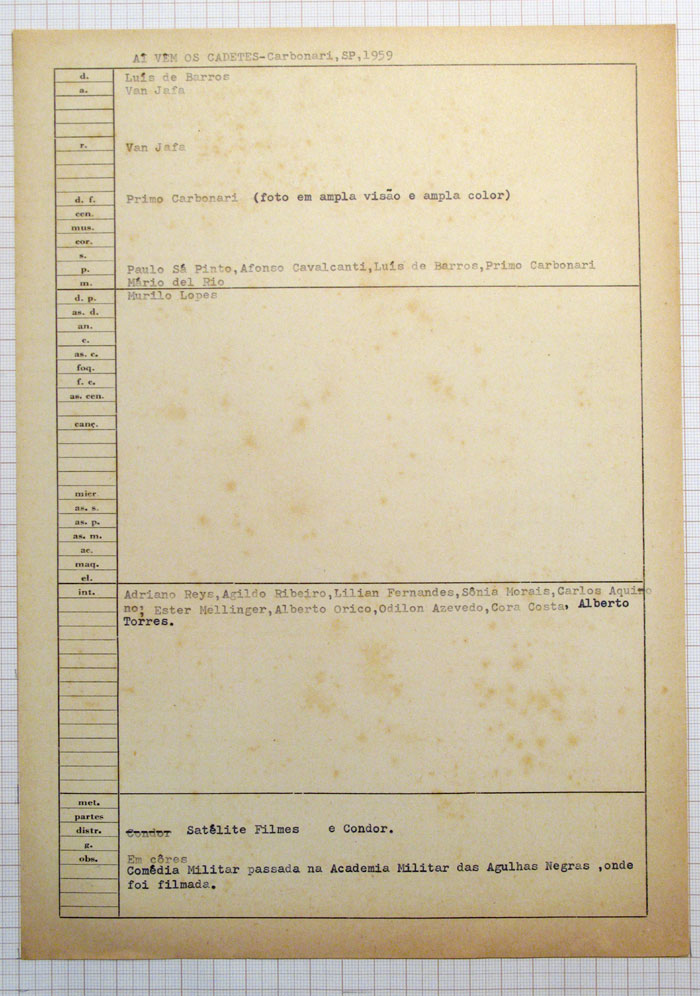 AÍ VÊM OS CADETES-Carbonari,SP,1959
d. Luís de Barros
a. Van Jafa
r. Van Jafa
d. f. Primo Carbonari (foto em ampla visão e ampla color)
cen.
mus.
cor.
s.
p. Paulo Sá Pinto,Afonso Cavalcanti,Luís de Barros,Primo Carbonari
m. Mário del Rio
d. p. Murilo Lopes
as. d.
an.
c.
as. c.
foq.
f. c.
as. cen.
canç.
micr
as. s.
as. p.
as. m.
ac.
maq.
el.
int. Adriano Reys,Agildo Ribeiro,Lilian Fernandes,Sônia Morais,Carlos Aquino
no; Ester Mellinger,Alberto Orico,Odilon Azevedo,Cora Costa, Alberto
Torres.
met.
partes
distr. Condor Satélite Filmes e Condor.
g.
obs. Em côres
Comédia Militar passada na Academia Militar das Agulhas Negras ,onde
foi filmada.